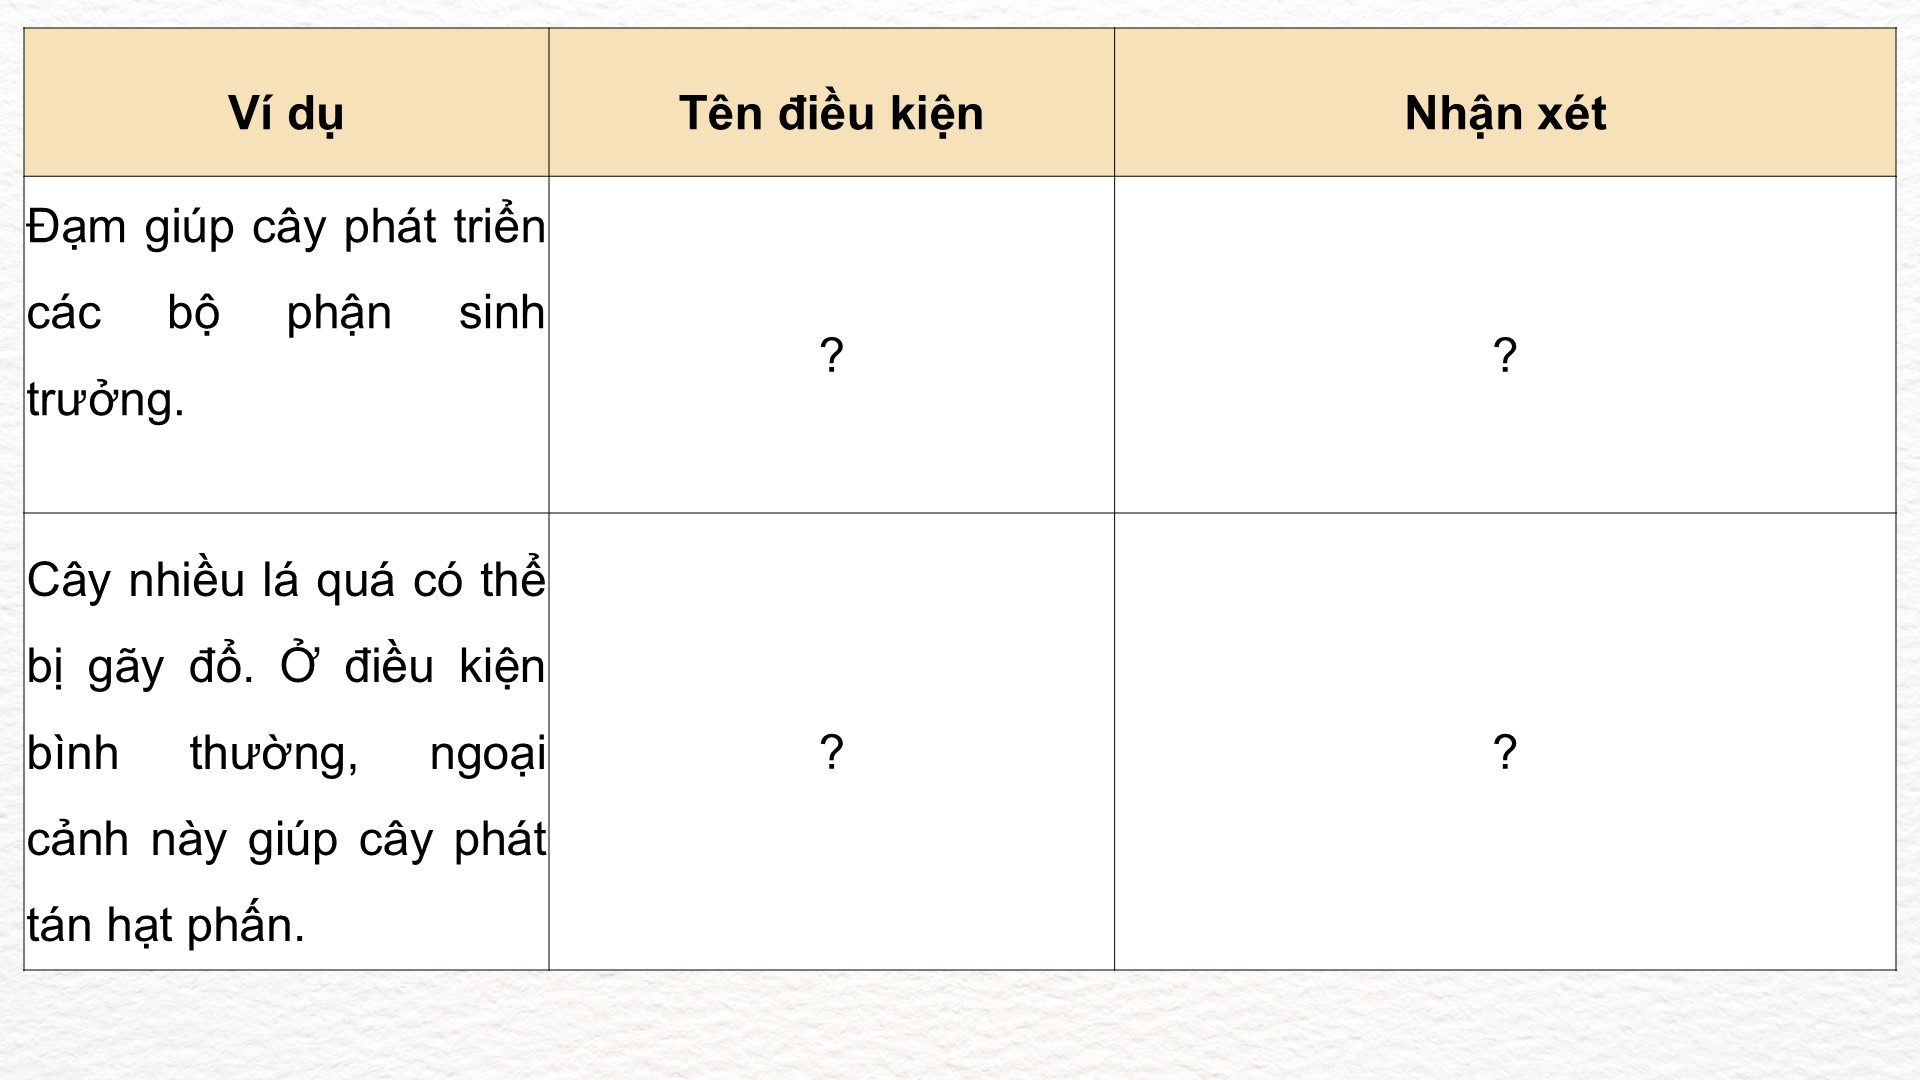 Ví dụ Tên điều kiện Nhận xét
Đạm giúp cây phát triển
các bộ phận sinh
trưởng.
? ?
Cây nhiều lá quá có thể
bị gãy đổ. Ở điều kiện
bình thường, ngoại
cảnh này giúp cây phát
tán hạt phấn.
? ?